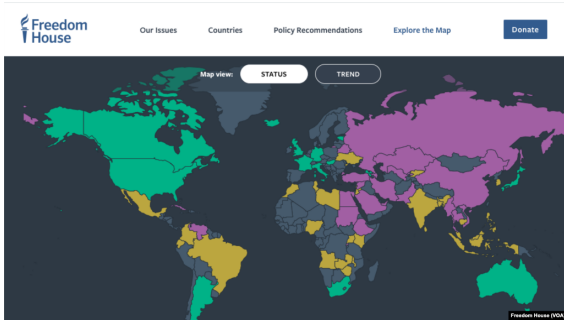 Freedom
House
Our Issues
Countries
Policy Recommendations
Explore the Map
Donate
Map view:
STATUS
TREND
Freedom House (VOA